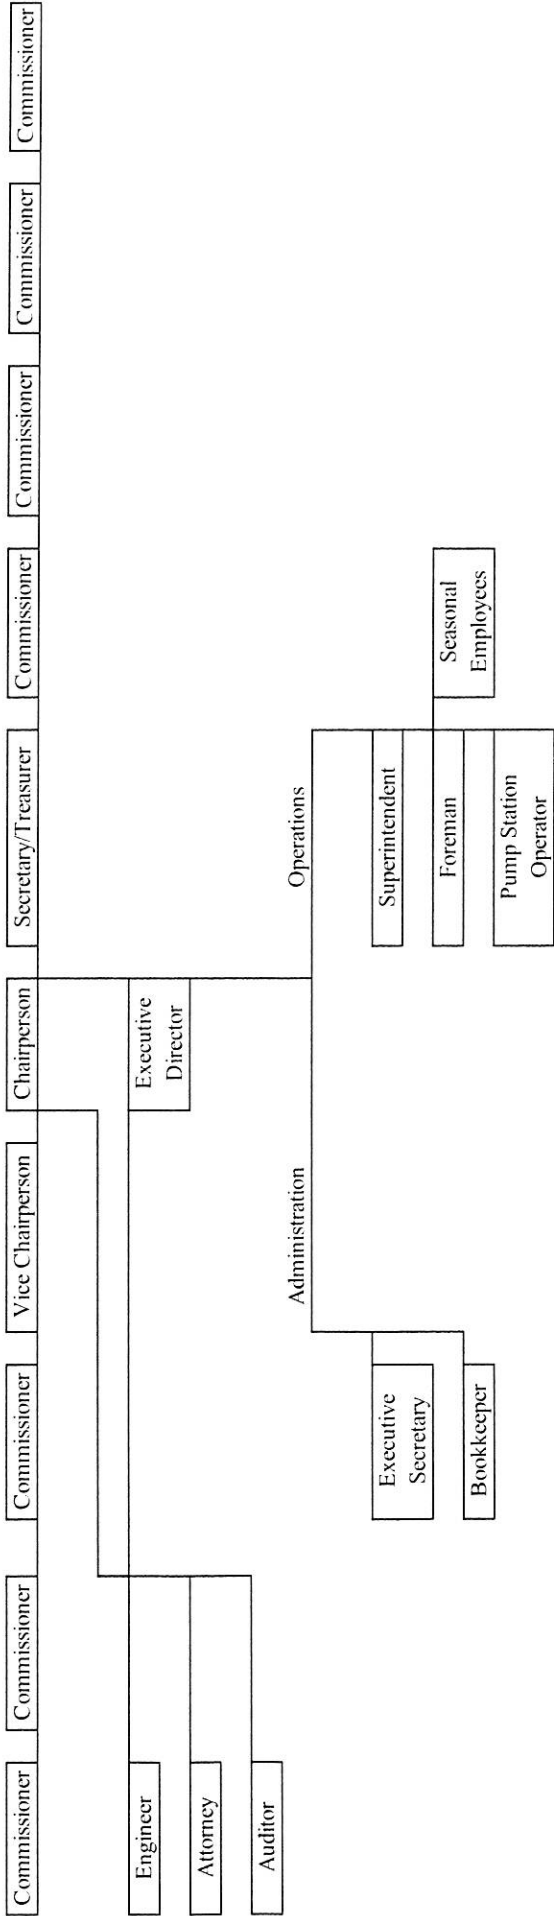 Commissioner
Commissioner
Commissioner
Vice Chairperson
Chairperson
Secretary/Treasurer
Commissioner
Commissioner
Commissioner
Commissioner
Engineer
Executive
Director
Attorney
Auditor
Administration
Operations
Executive
Secretary
Superintendent
Bookkeeper
Foreman
Seasonal
Employees
Pump Station
Operator